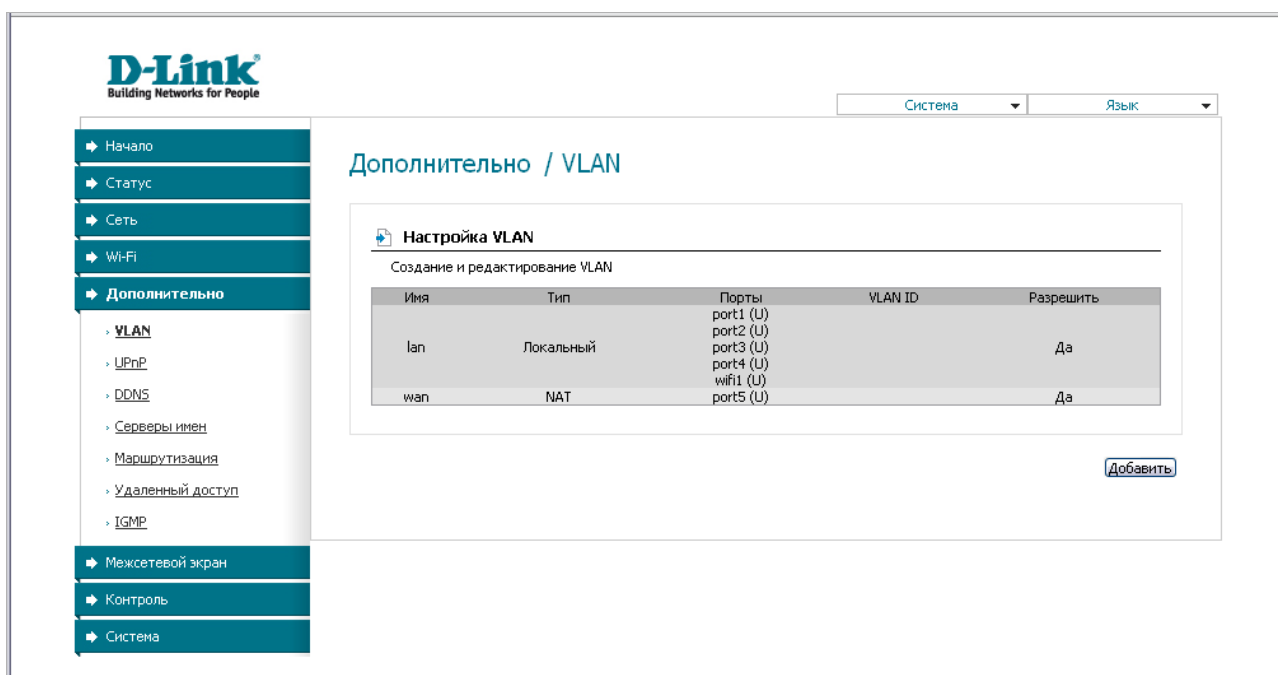 D-Link
Building Networks for People
Система
Язык
Начало
Статус
Сеть
Wi-Fi
Дополнительно
VLAN
UPnP
DDNS
Серверы имен
Маршрутизация
Удаленный доступ
IGMP
Межсетевой экран
Контроль
Система
Дополнительно / VLAN
Настройка VLAN
Создание и редактирование VLAN
Имя Тип Порты VLAN ID Разрешить
port1 (U)
port2 (U)
lan Локальный port3 (U) Да
port4 (U)
wifi1 (U)
wan NAT port5 (U) Да
Добавить